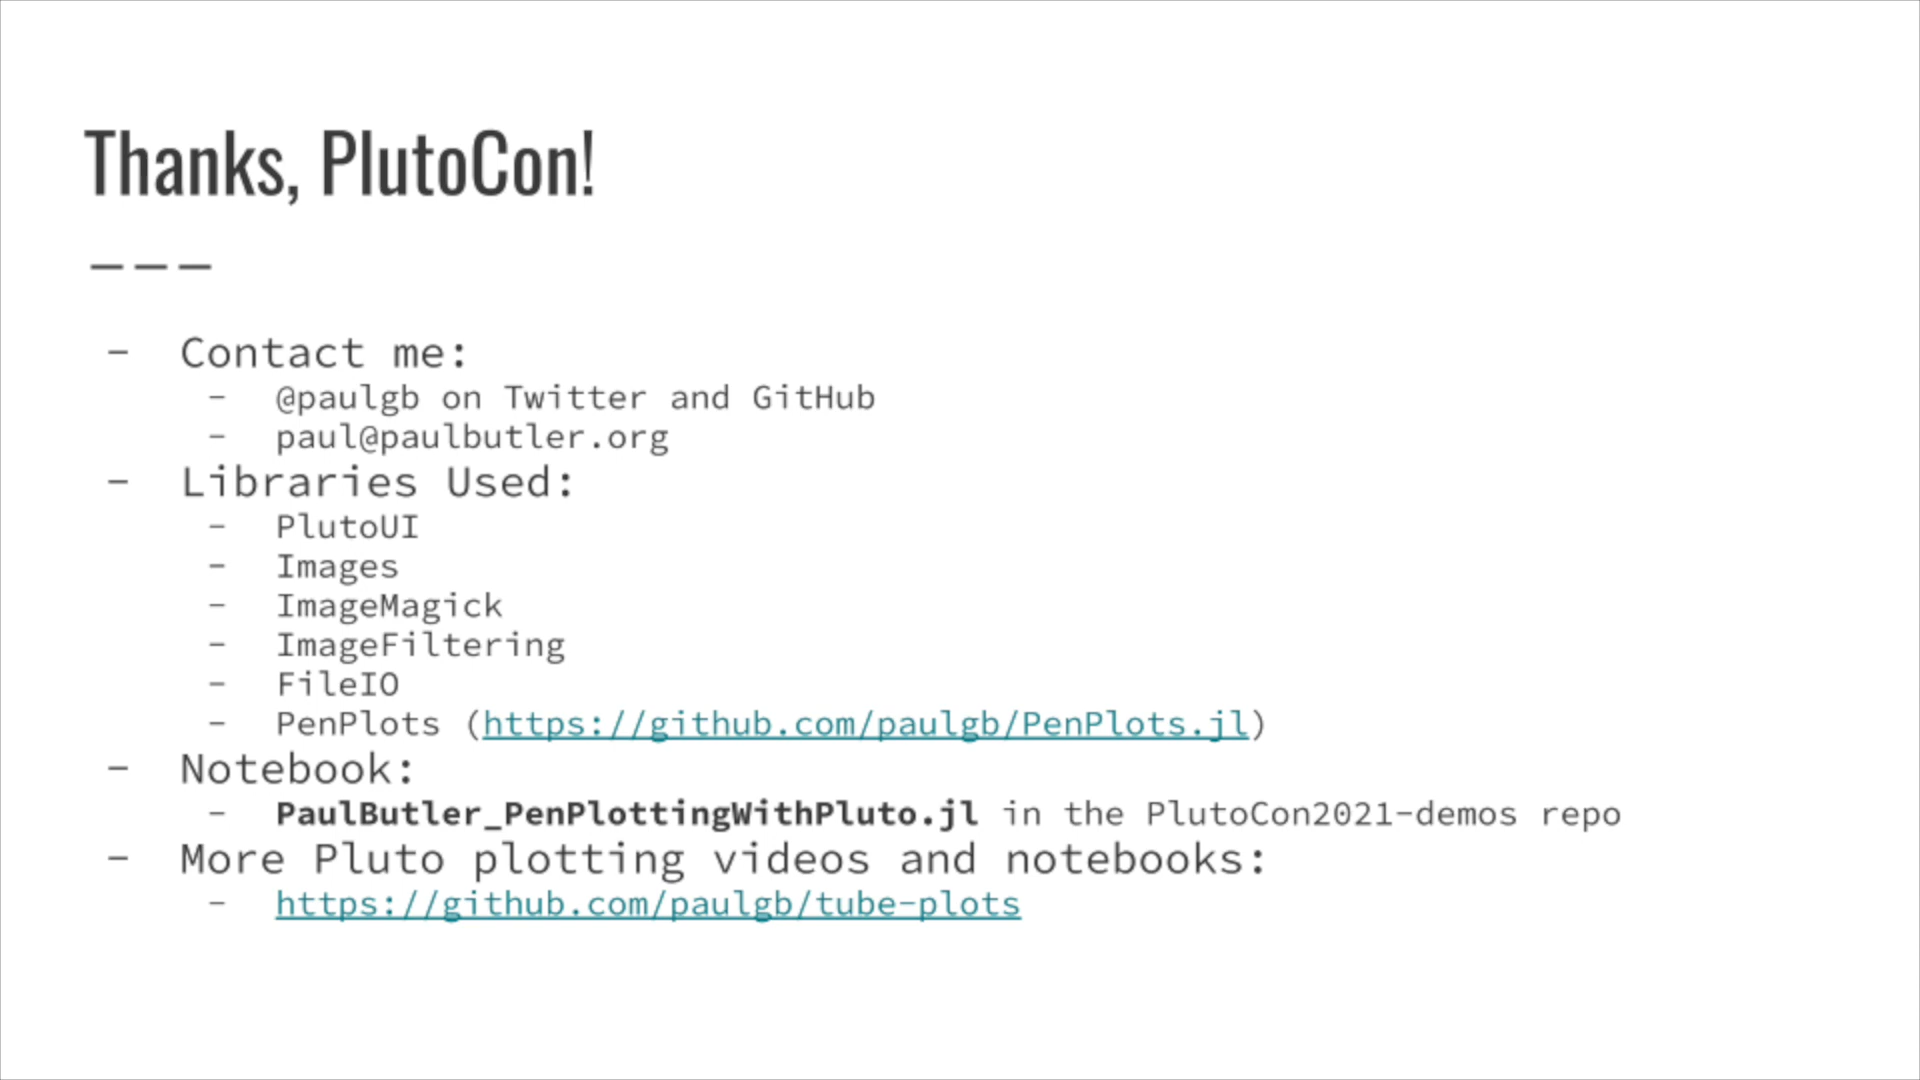 Thanks, PlutoCon!
———
- Contact me:
- @paulgb on Twitter and GitHub
- paul@paulbutler.org
- Libraries Used:
- PlutoUI
- Images
- ImageMagick
- ImageFiltering
- FileIO
- PenPlots (https://github.com/paulgb/PenPlots.jl)
- Notebook:
- PaulButler_PenPlottingWithPluto.jl in the PlutoCon2021-demos repo
- More Pluto plotting videos and notebooks:
- https://github.com/paulgb/tube-plots